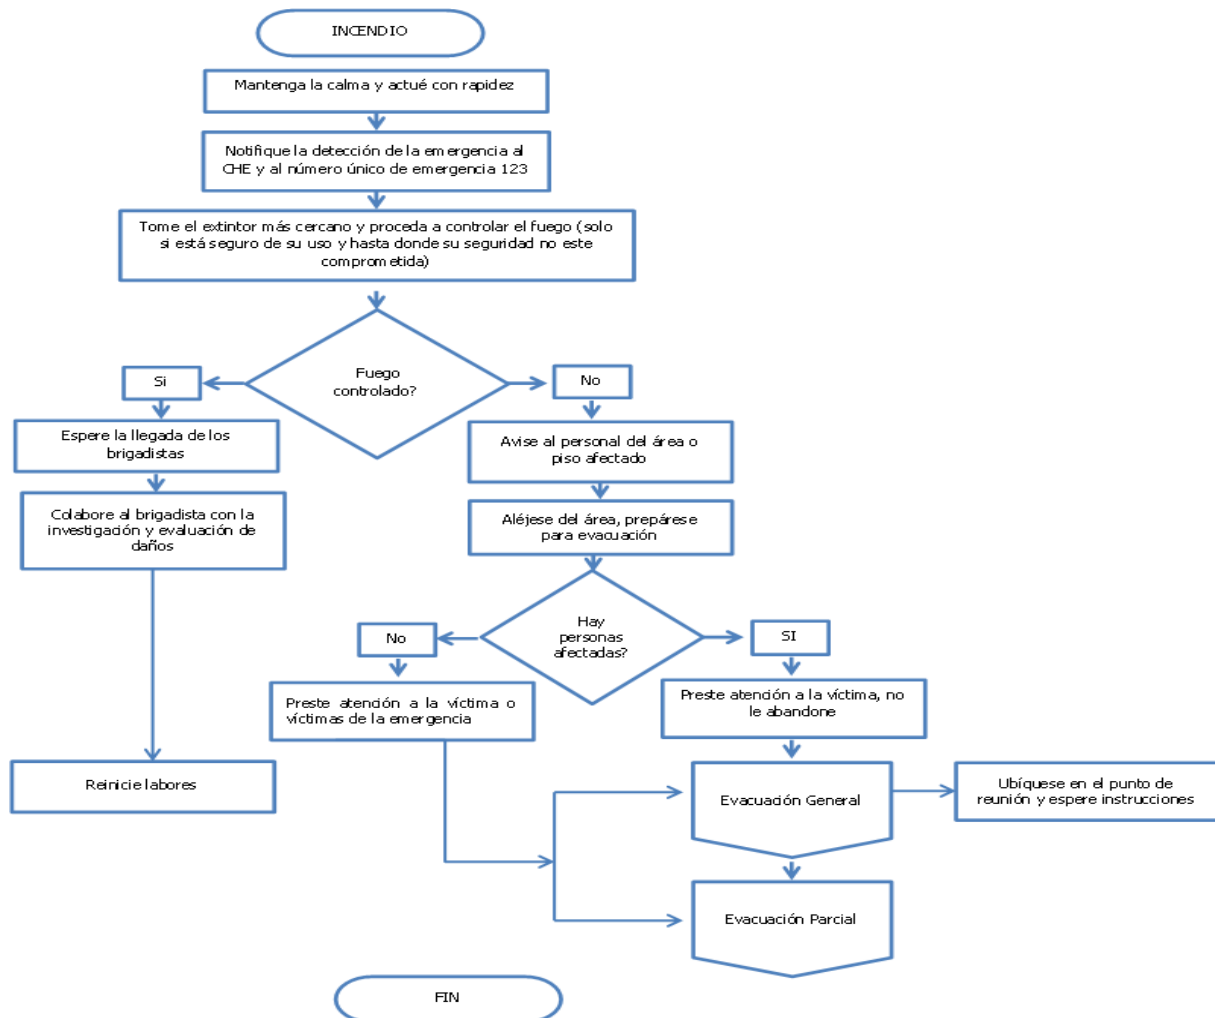 INCENDIO
Mantenga la calma y actué con rapidez
Notifique la detección de la emergencia al
CHE y al número único de emergencia 123
Tome el extintor más cercano y proceda a controlar el fuego (solo
si está seguro de su uso y hasta donde su seguridad no este
comprometida)
Fuego
controlado?
Si
No
Espere la llegada de los
brigadistas
Avise al personal del área o
piso afectado
Colabore al brigadista con la
investigación y evaluación de
daños
Aléjese del área, prepárese
para evacuación
Hay
personas
afectadas?
No
SI
Preste atención a la víctima o
víctimas de la emergencia
Preste atención a la víctima, no
le abandone
Reinicie labores
Evacuación General
Ubíquese en el punto de
reunión y espere instrucciones
Evacuación Parcial
FIN